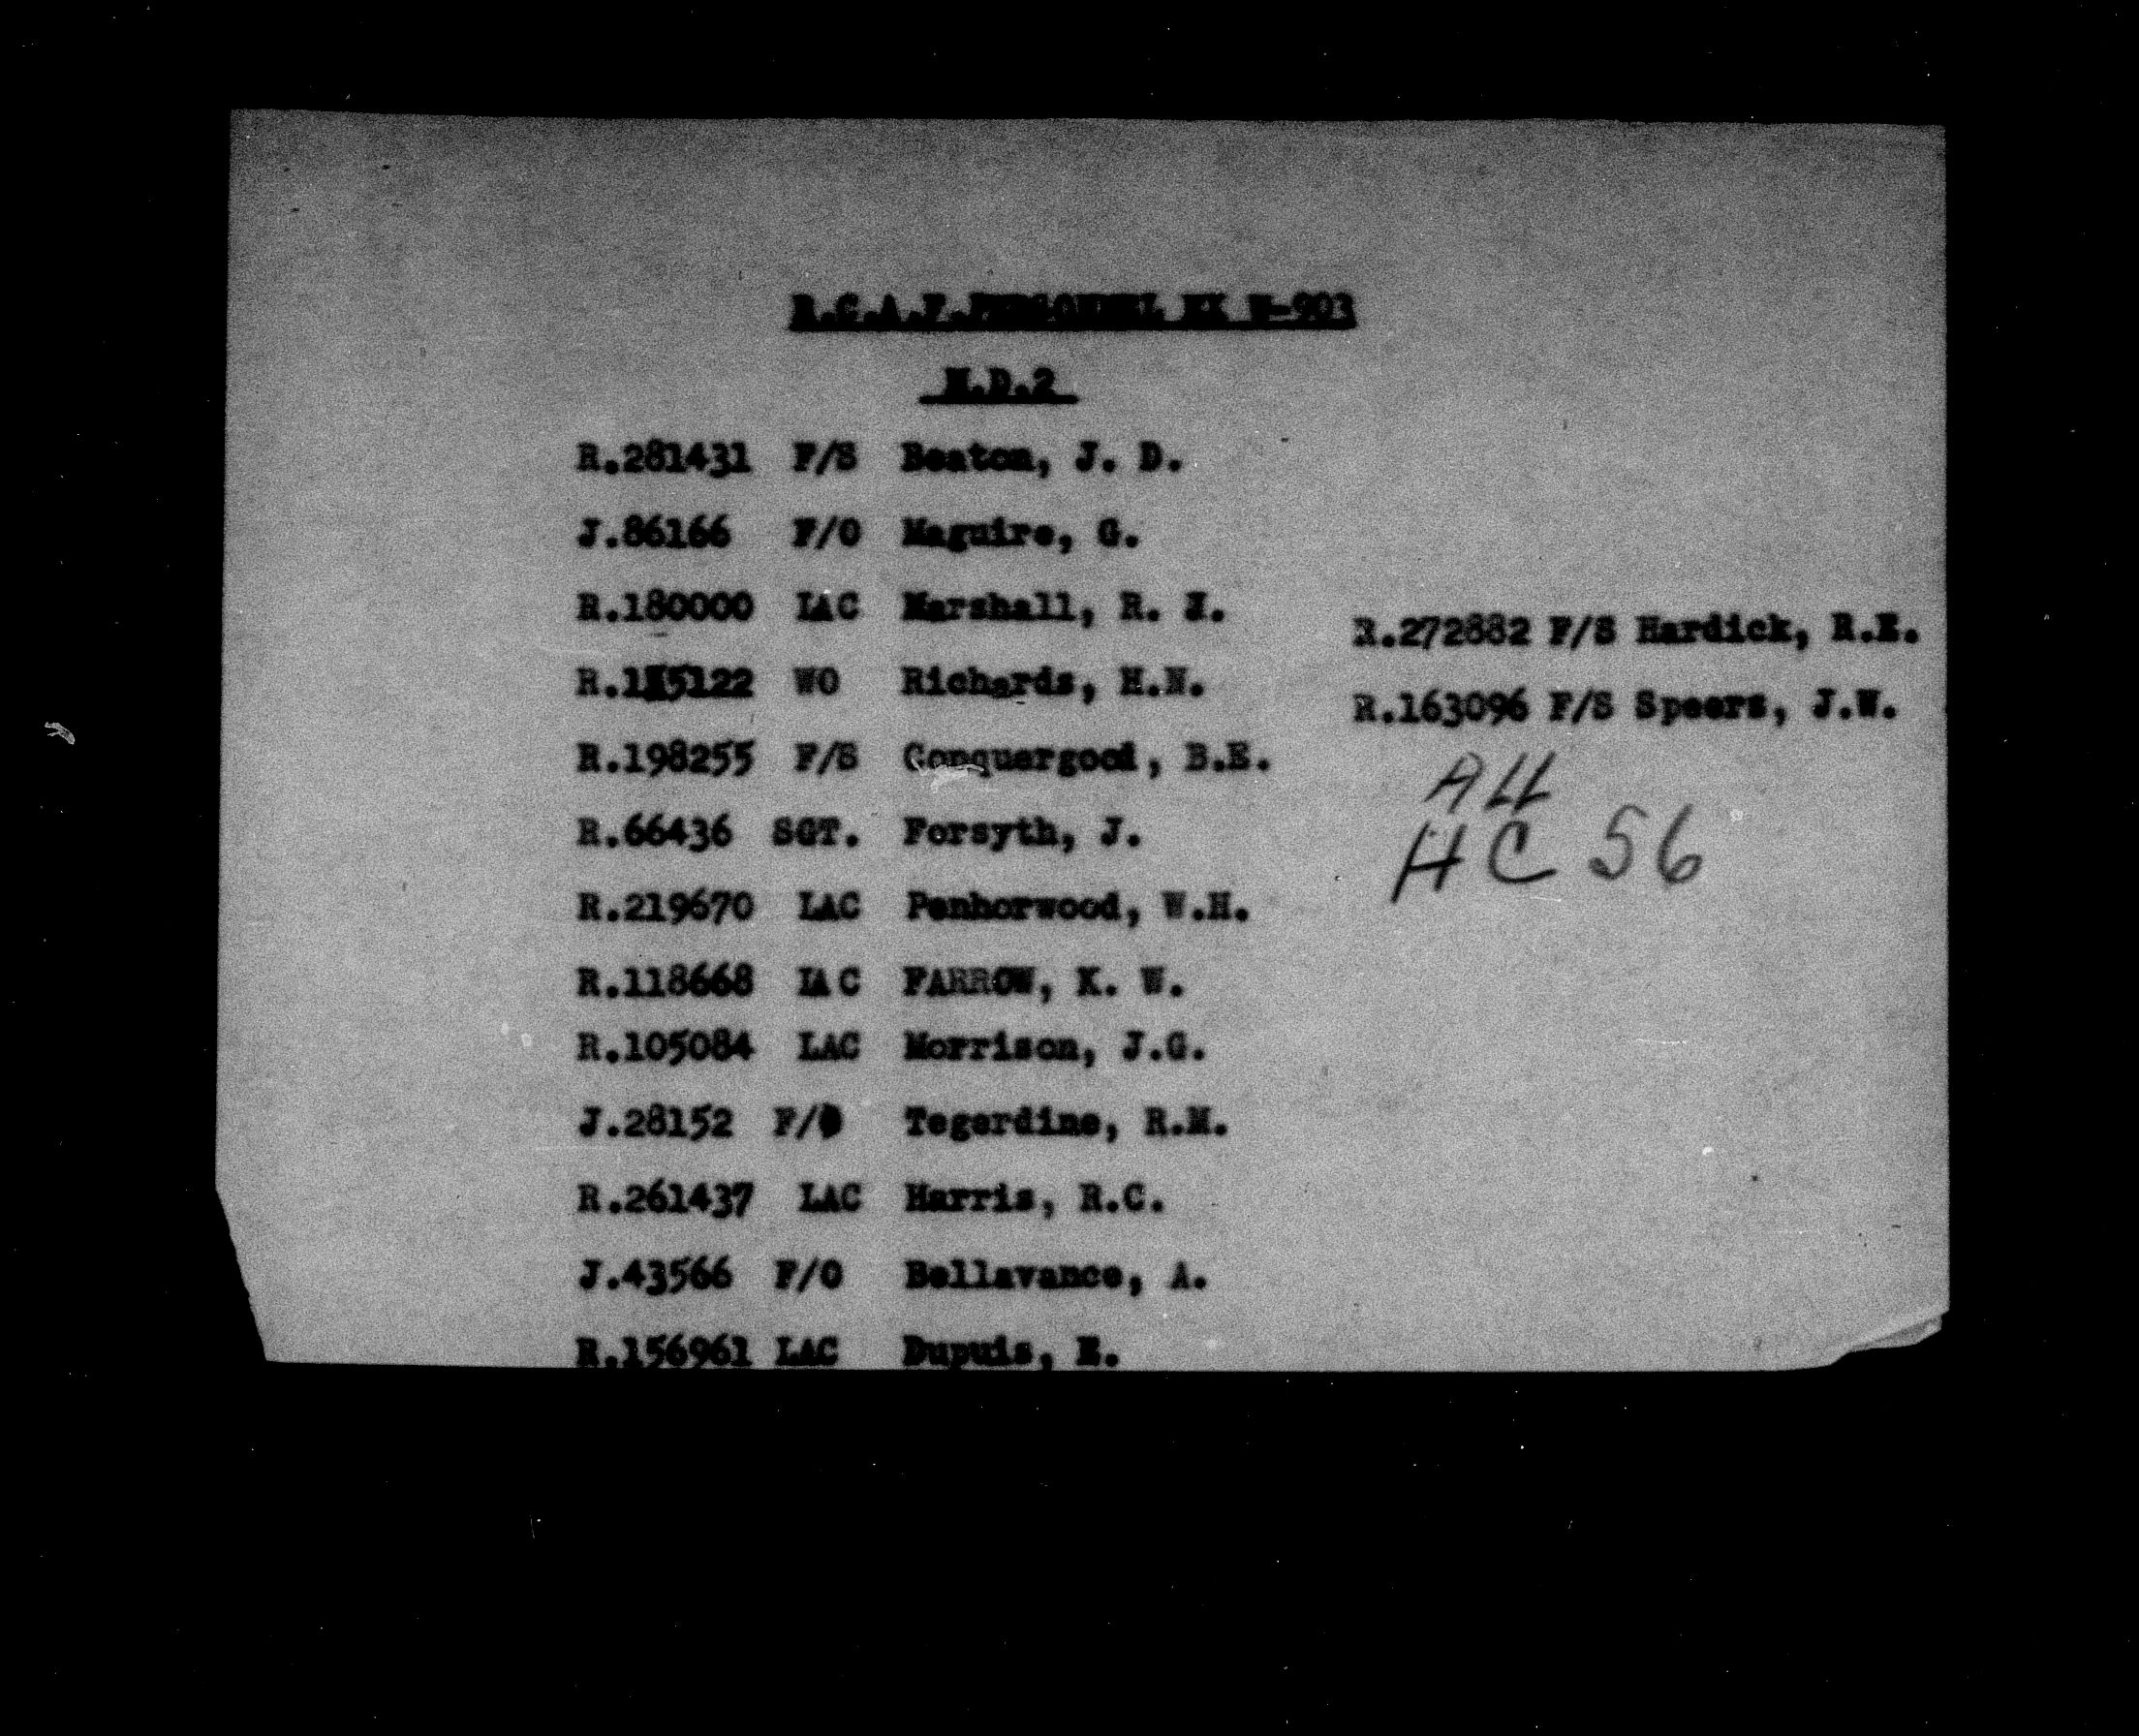 R.C.A.F. PERSONNEL EX W-903
M.D.2
R.281431 F/S Beaton, J. D.
J.86166 F/O Maguire, G.
R.180000 LAC Marshall, R.
R.272882 F/S Hardick, R.E.
WO Richards, H.N.
R.163096 F/S Speers, J.W.
R.198255 F/S Conquergood, B.E.
ALL
R.66436 SGT. Forsyth, J.
HC 56
R.219670 LAC Penhorwood, W.H.
R.118668 LAC FARROW, K. W.
R.105084 LAC Morrison, J.G.
J.28152 F/O Tegerdine, R.M.
R.261437 LAC Harris, R.C.
J.43566 F/O Bellavance, A.
R.156961 LAC Dupuis, E.